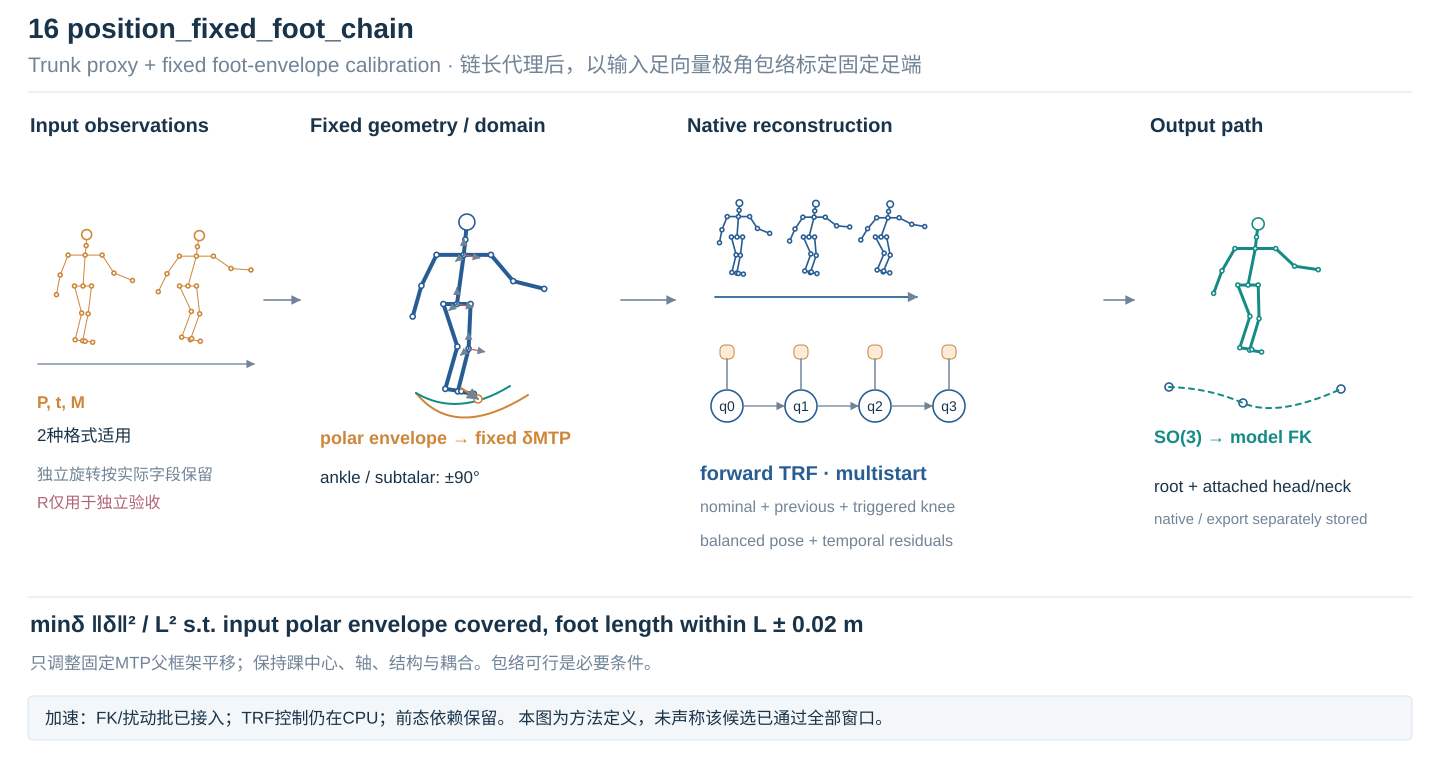 16 position_fixed_foot_chain
Trunk proxy + fixed foot-envelope calibration · 链长代理后，以输入足向量极角包络标定固定足端
Input observations
Fixed geometry / domain
Native reconstruction
Output path
P, t, M
2种格式适用
独立旋转按实际字段保留
R仅用于独立验收
polar envelope → fixed δMTP
ankle / subtalar: ±90°
q0
q1
q2
q3
forward TRF · multistart
nominal + previous + triggered knee
balanced pose + temporal residuals
SO(3) → model FK
root + attached head/neck
native / export separately stored
minδ ‖δ‖² / L² s.t. input polar envelope covered, foot length within L ± 0.02 m
只调整固定MTP父框架平移；保持踝中心、轴、结构与耦合。包络可行是必要条件。
加速：FK/扰动批已接入；TRF控制仍在CPU；前态依赖保留。 本图为方法定义，未声称该候选已通过全部窗口。